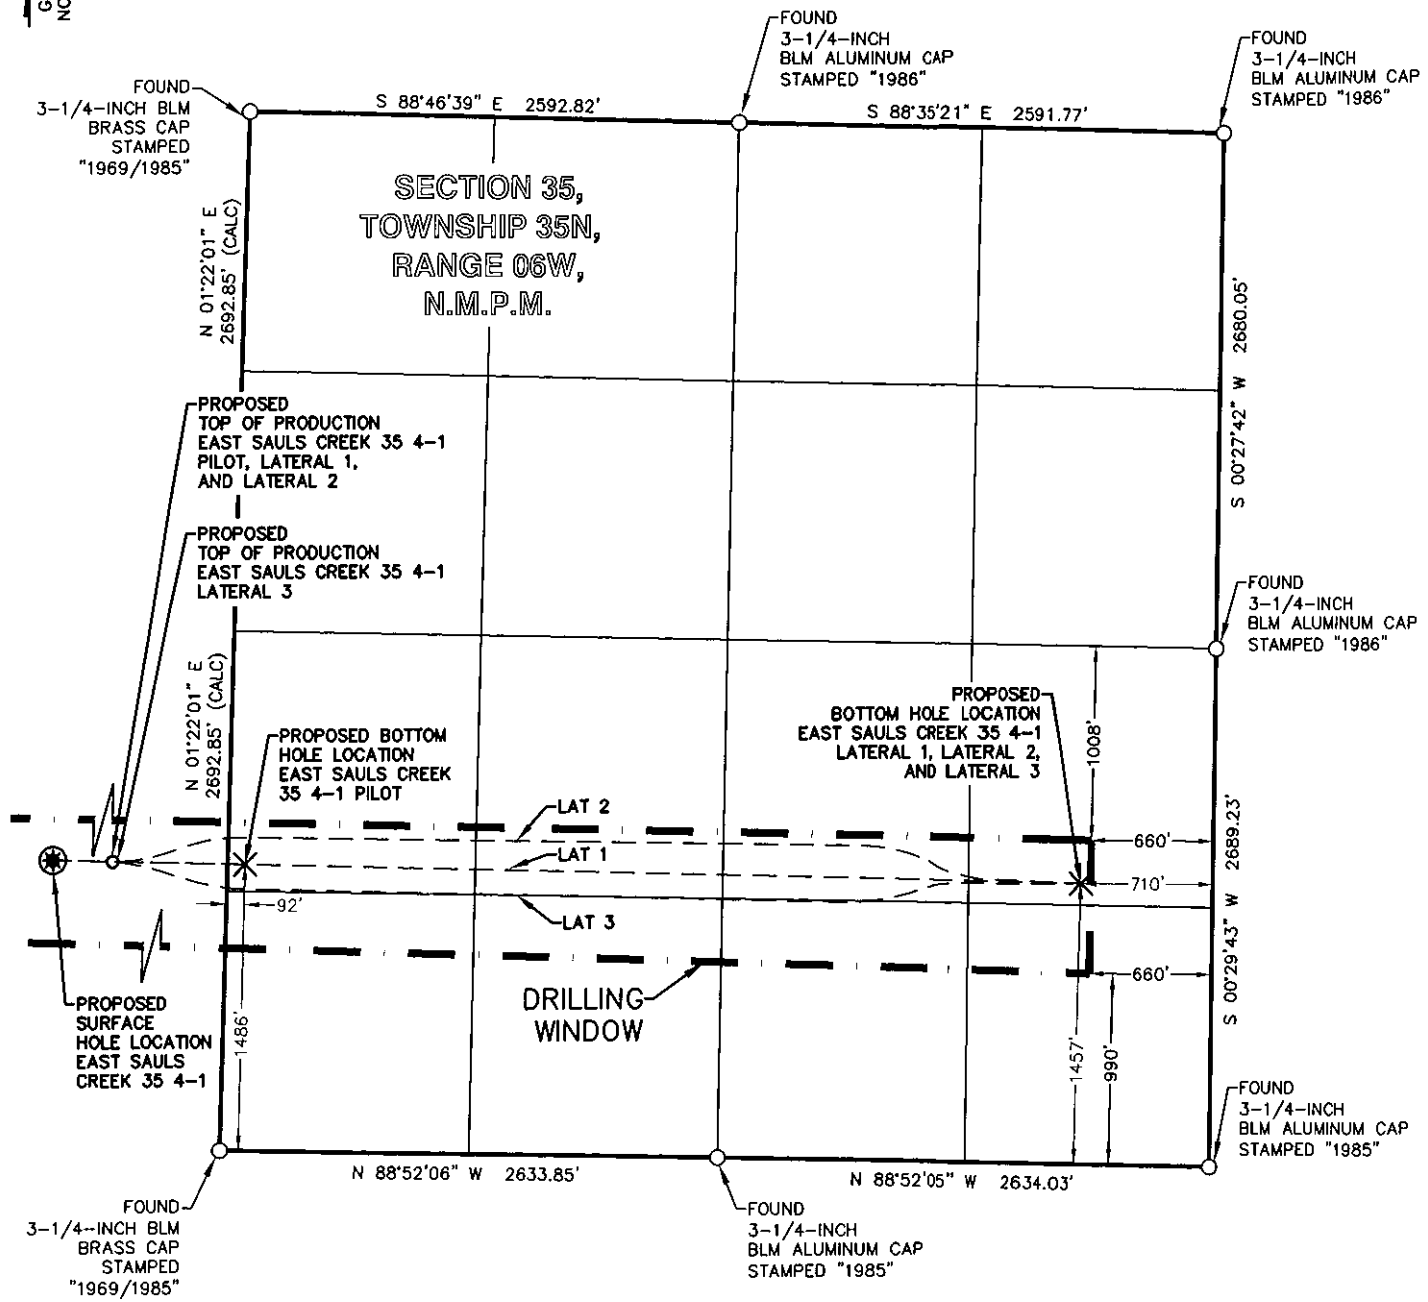 G
NO
FOUND
3-1/4-INCH BLM
BRASS CAP
STAMPED
"1969/1985"
S 88°46'39" E 2592.82'
FOUND
3-1/4-INCH
BLM ALUMINUM CAP
STAMPED "1986"
S 88°35'21" E 2591.77'
FOUND
3-1/4-INCH
BLM ALUMINUM CAP
STAMPED "1986"
SECTION 35,
TOWNSHIP 35N,
RANGE 06W,
N.M.P.M.
N 01°22'01" E
2692.85' (CALC)
S 00°27'42" W 2680.05'
PROPOSED
TOP OF PRODUCTION
EAST SAULS CREEK 35 4-1
PILOT, LATERAL 1,
AND LATERAL 2
PROPOSED
TOP OF PRODUCTION
EAST SAULS CREEK 35 4-1
LATERAL 3
FOUND
3-1/4-INCH
BLM ALUMINUM CAP
STAMPED "1986"
N 01°22'01" E
2692.85' (CALC)
PROPOSED BOTTOM
HOLE LOCATION
EAST SAULS CREEK
35 4-1 PILOT
PROPOSED
BOTTOM HOLE LOCATION
EAST SAULS CREEK 35 4-1
LATERAL 1, LATERAL 2,
AND LATERAL 3
1008'
LAT 2
LAT 1
LAT 3
660'
710'
92'
S 00°29'43" W 2689.23'
660'
PROPOSED
SURFACE
HOLE LOCATION
EAST SAULS
CREEK 35 4-1
1486'
DRILLING
WINDOW
1457'
990'
FOUND
3-1/4-INCH
BLM ALUMINUM CAP
STAMPED "1985"
N 88°52'06" W 2633.85'
N 88°52'05" W 2634.03'
FOUND
3-1/4-INCH BLM
BRASS CAP
STAMPED
"1969/1985"
FOUND
3-1/4-INCH
BLM ALUMINUM CAP
STAMPED "1985"